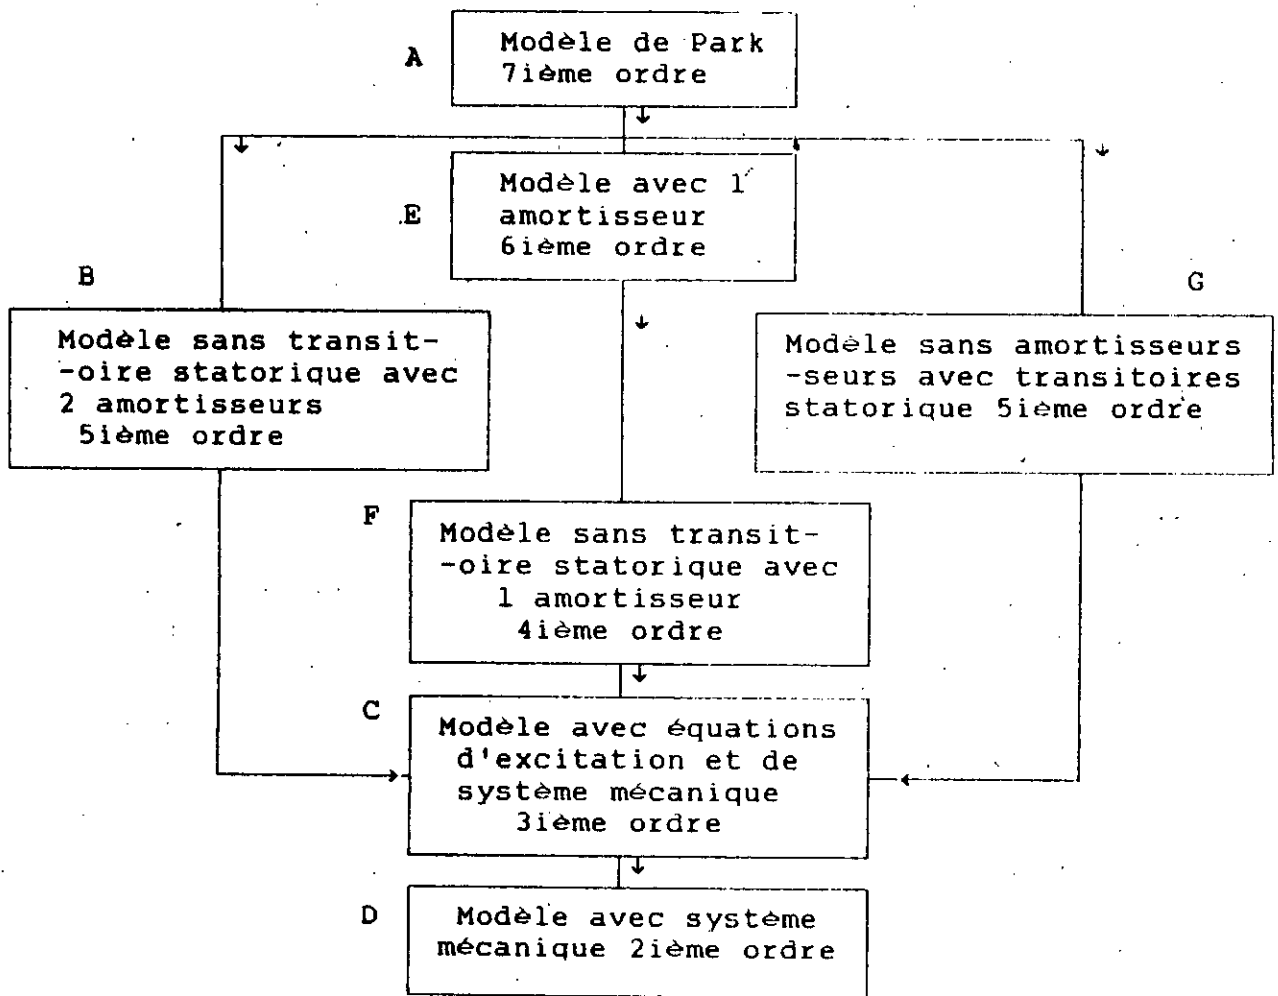 A
Modèle de Park
7ième ordre
E
Modèle avec 1
amortisseur
6ième ordre
B
Modèle sans transit-
-oire statorique avec
2 amortisseurs
5ième ordre
G
Modèle sans amortisseurs
-seurs avec transitoires
statorique 5ième ordre
F
Modèle sans transit-
-oire statorique avec
1 amortisseur
4ième ordre
C
Modèle avec équations
d'excitation et de
système mécanique
3ième ordre
D
Modèle avec système
mécanique 2ième ordre